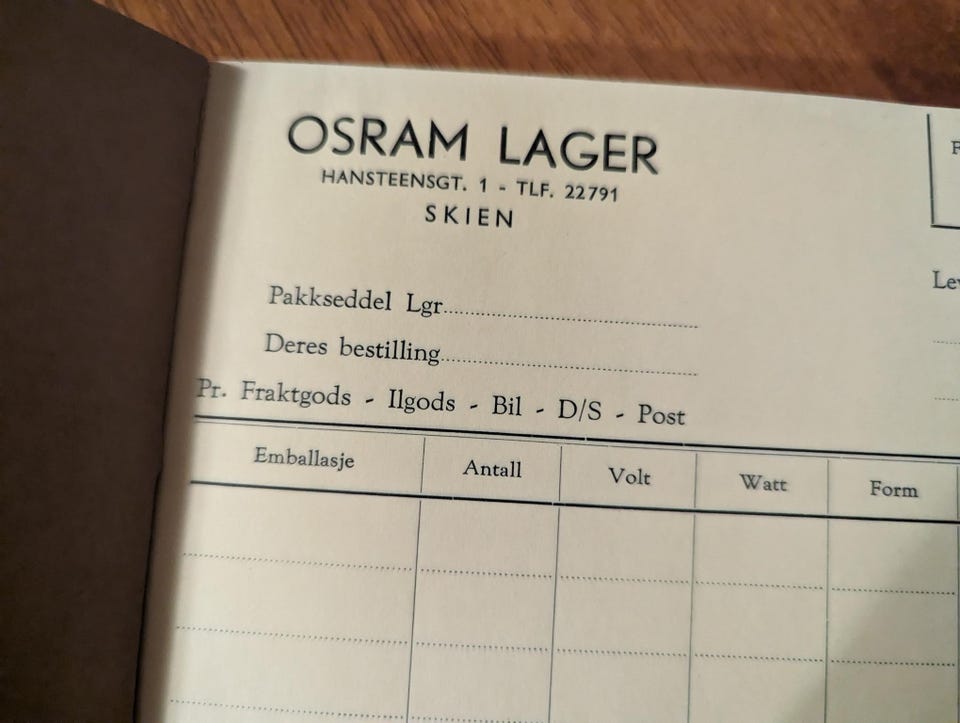 OSRAM LAGER
HANSTEENSGT. 1 - TLF. 22791
SKIEN
Pakkseddel Lgr.
Deres bestilling
Pr. Fraktgods - Ilgods - Bil - D/S - Post
Emballasje Antall Volt Watt Form